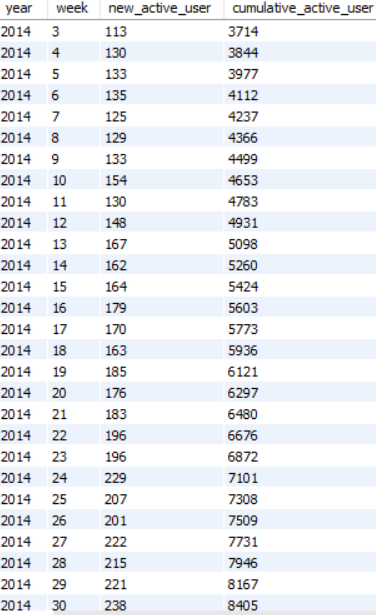 year week new_active_user cumulative_active_user
2014 3 113 3714
2014 4 130 3844
2014 5 133 3977
2014 6 135 4112
2014 7 125 4237
2014 8 129 4366
2014 9 133 4499
2014 10 154 4653
2014 11 130 4783
2014 12 148 4931
2014 13 167 5098
2014 14 162 5260
2014 15 164 5424
2014 16 179 5603
2014 17 170 5773
2014 18 163 5936
2014 19 185 6121
2014 20 176 6297
2014 21 183 6480
2014 22 196 6676
2014 23 196 6872
2014 24 229 7101
2014 25 207 7308
2014 26 201 7509
2014 27 222 7731
2014 28 215 7946
2014 29 221 8167
2014 30 238 8405